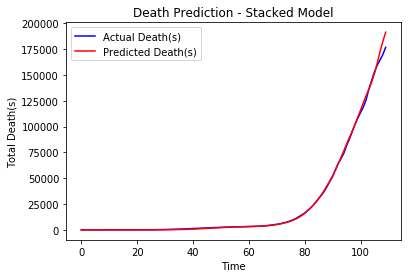 Death Prediction - Stacked Model
Actual Death(s)
Predicted Death(s)
Total Death(s)
200000
175000
150000
125000
100000
75000
50000
25000
0
0 20 40 60 80 100
Time